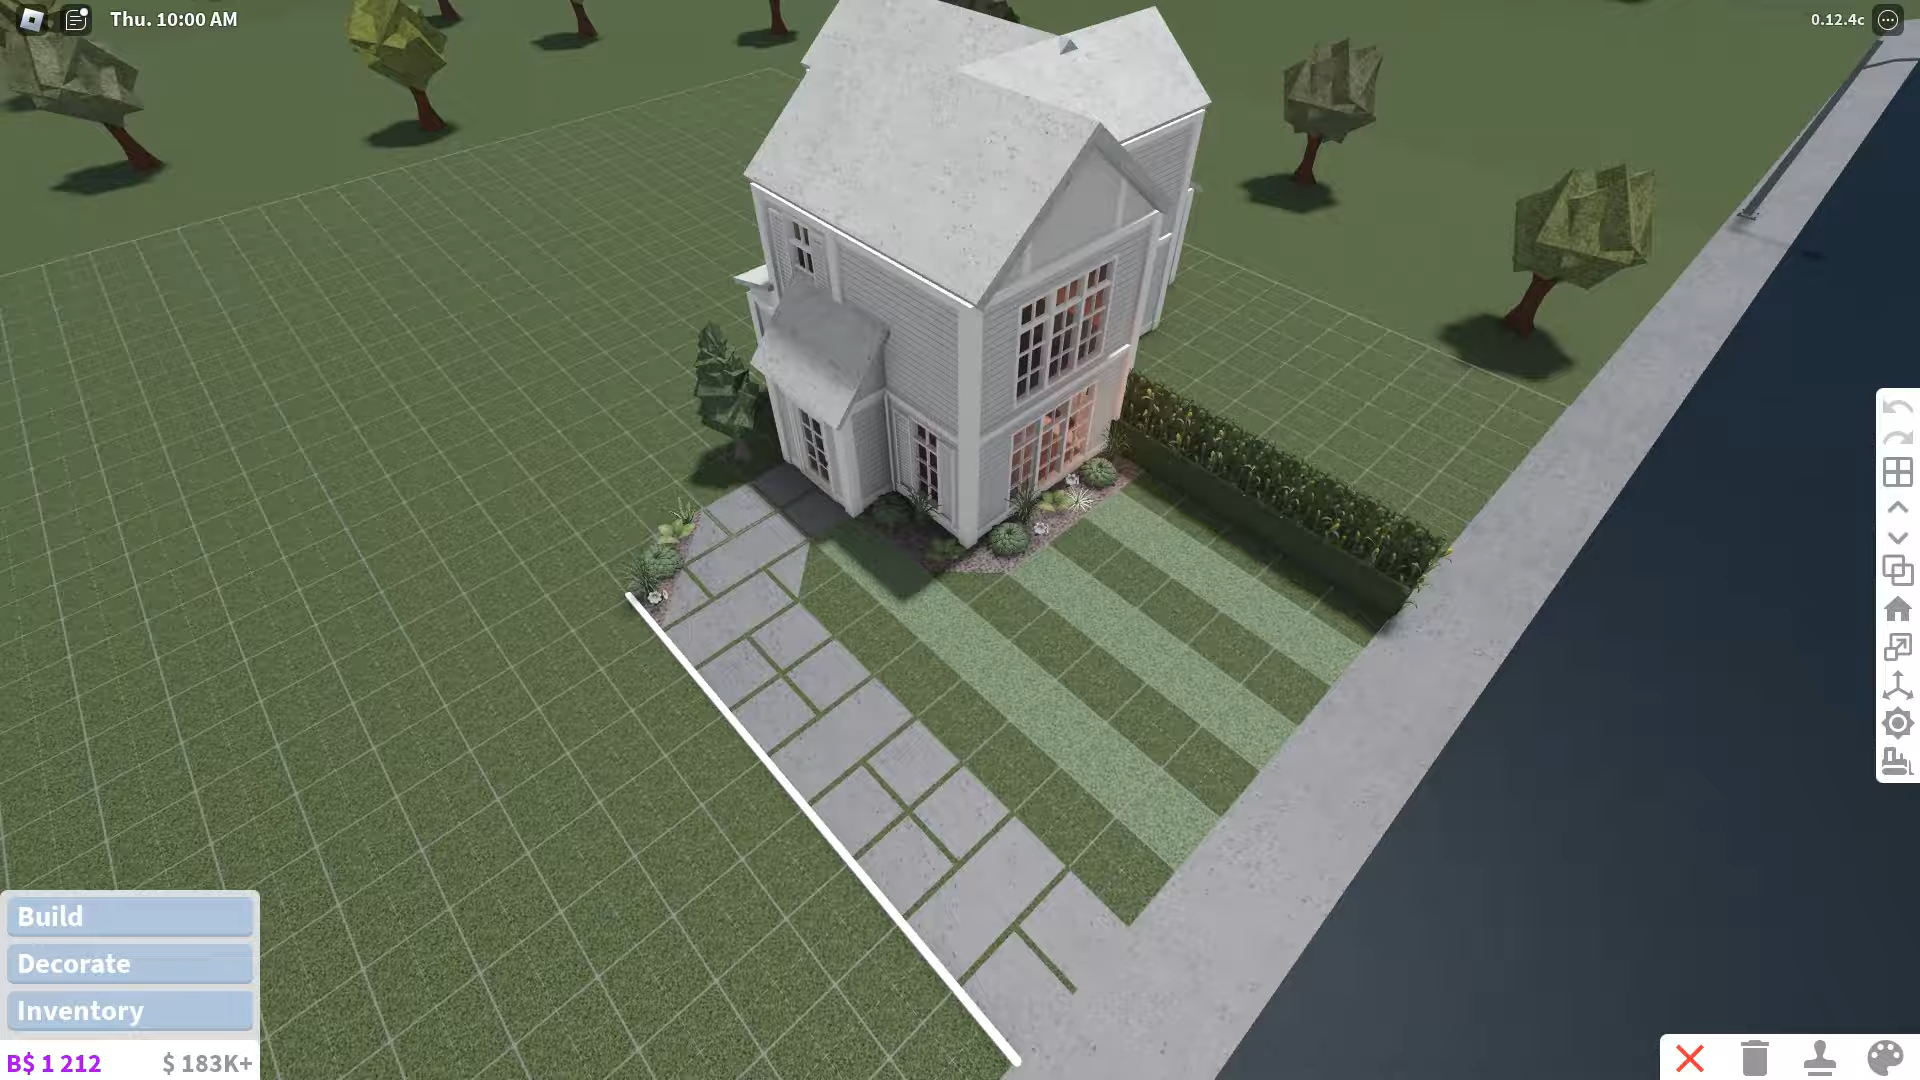 Thu. 10:00 AM
0.12.4c
Build
Decorate
Inventory
B$ 1 212
$ 183K+